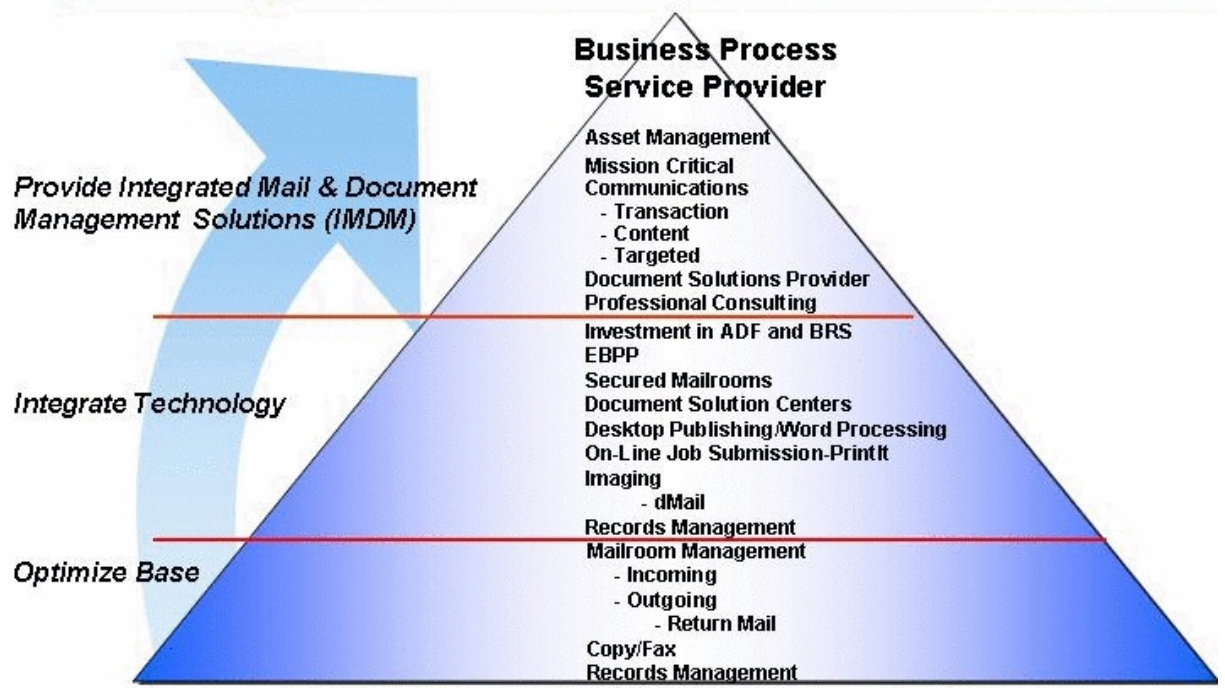 Business Process
Service Provider
Asset Management
Mission Critical
Communications
- Transaction
- Content
- Targeted
Document Solutions Provider
Professional Consulting
Provide Integrated Mail & Document
Management Solutions (IMDM)
Investment in ADF and BRS
EBPP
Secured Mailrooms
Document Solution Centers
Desktop Publishing/Word Processing
On-Line Job Submission-PrintIt
Imaging
- dMail
Records Management
Integrate Technology
Mailroom Management
- Incoming
- Outgoing
- Return Mail
Copy/Fax
Records Management
Optimize Base